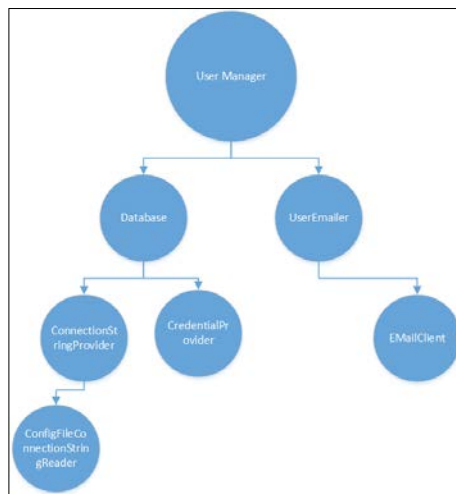 User Manager
Database
UserEmailer
ConnectionSt
ringProvider
CredentialPr
ovider
EMailClient
ConfigFileCo
nnectionStrin
gReader